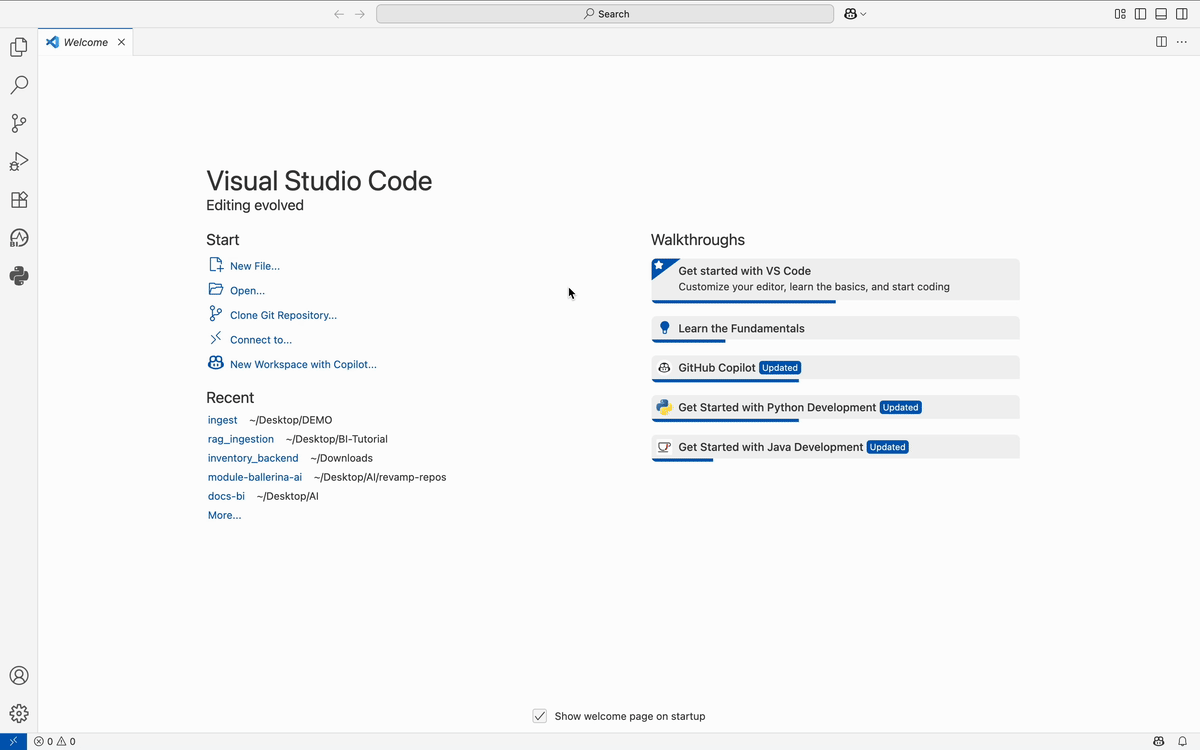 Search
Welcome
Visual Studio Code
Editing evolved
Start
New File...
Open...
Clone Git Repository...
Connect to...
New Workspace with Copilot...
Recent
ingest ~/Desktop/DEMO
rag_ingestion ~/Desktop/BI-Tutorial
inventory_backend ~/Downloads
module-ballerina-ai ~/Desktop/AI/revamp-repos
docs-bi ~/Desktop/AI
More...
Walkthroughs
Get started with VS Code
Customize your editor, learn the basics, and start coding
Learn the Fundamentals
GitHub Copilot Updated
Get Started with Python Development Updated
Get Started with Java Development Updated
Show welcome page on startup
0 0